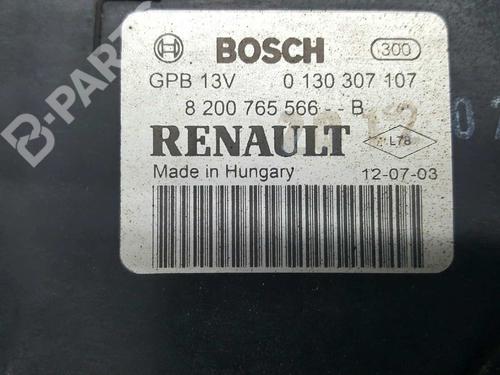 BOSCH 300
GPB 13V 0 130 307 107
8 200 765 566 - - B
RENAULT
L78
Made in Hungary 12-07-03
B-PARTS